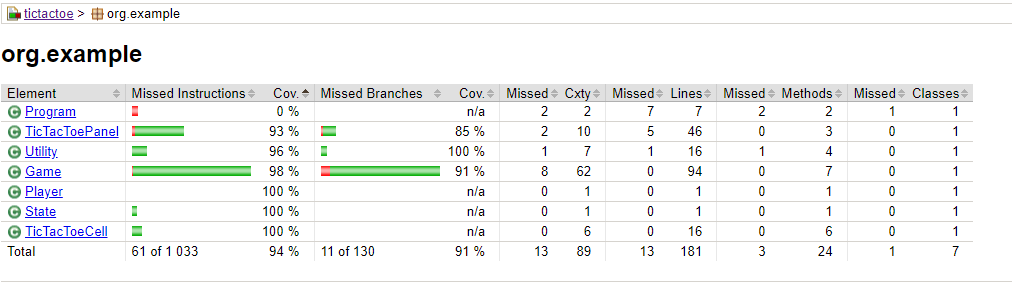 tictactoe > org.example
org.example
Element Missed Instructions Cov. Missed Branches Cov. Missed Cxty Missed Lines Missed Methods Missed Classes
Program 0 % n/a 2 2 7 7 2 2 1 1
TicTacToePanel 93 % 85 % 2 10 5 46 0 3 0 1
Utility 96 % 100 % 1 7 1 16 1 4 0 1
Game 98 % 91 % 8 62 0 94 0 7 0 1
Player 100 % n/a 0 1 0 1 0 1 0 1
State 100 % n/a 0 1 0 1 0 1 0 1
TicTacToeCell 100 % n/a 0 6 0 16 0 6 0 1
Total 61 of 1 033 94 % 11 of 130 91 % 13 89 13 181 3 24 1 7